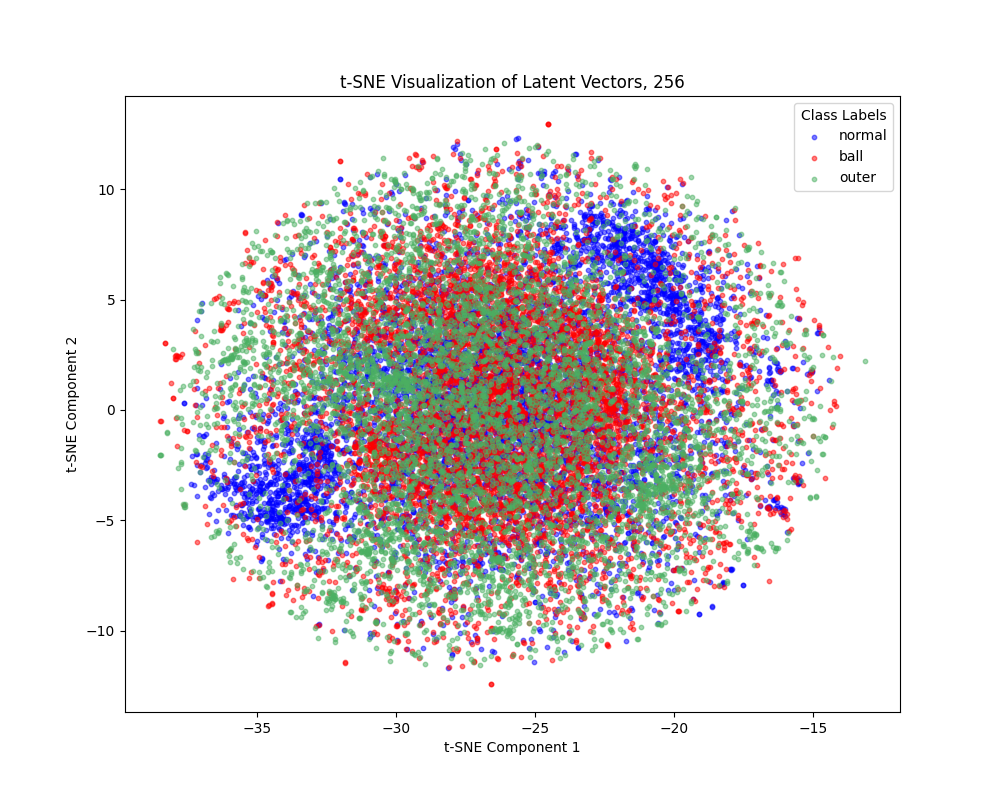 t-SNE Visualization of Latent Vectors, 256
Class Labels
normal
ball
outer
10
5
0
−5
−10
t-SNE Component 2
−35
−30
−25
−20
−15
t-SNE Component 1